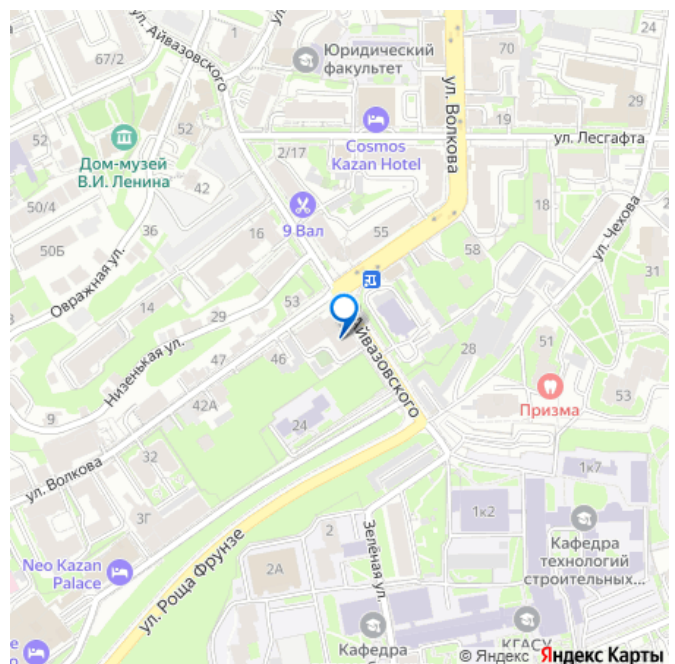 ул. Айвазовского
1
24
67/2
Юридический
факультет
70
ул. Волкова
29
52
52
Дом-музей
В.И. Ленина
2/17
Cosmos
Kazan Hotel
19
ул. Лесгафта
42
50/4
36
16
9 Вал
55
18
ул. Чехова
50Б
58
31
Овражная ул.
14
53
29
Низенькая ул.
47
46
Айвазовского
28
51
53
Призма
9
42А
24
ул. Волкова
32
1к7
3Г
1к2
ул. Роща Фрунзе
2
Зелёная ул.
Кафедра
технологий
строительных...
Neo Kazan
Palace
2А
е
Кафедра
КГАСУ
© Яндекс Яндекс Карты